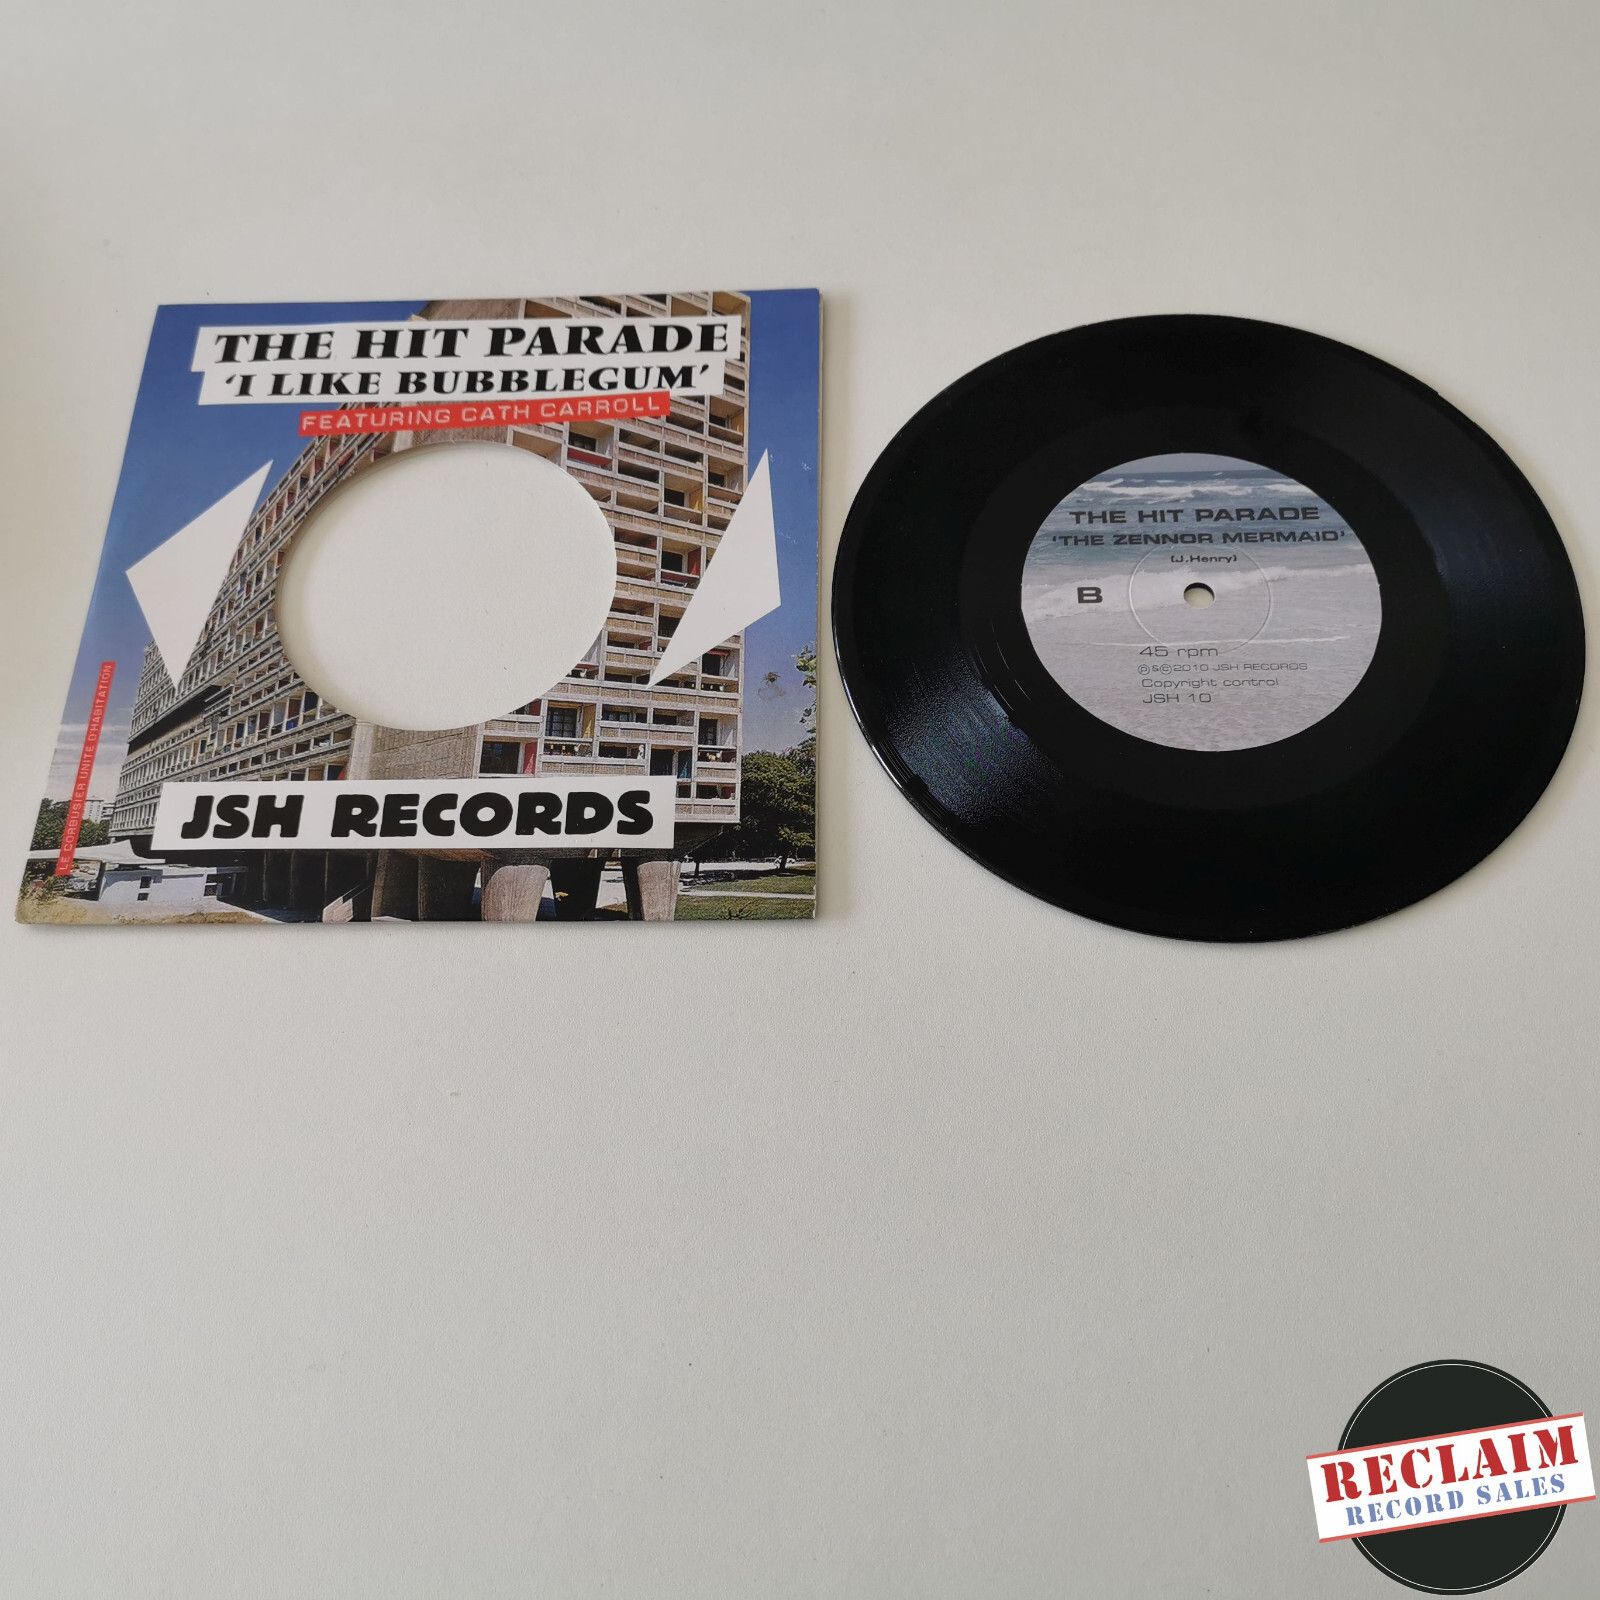 THE HIT PARADE
'I LIKE BUBBLEGUM'
FEATURING CATH CARROLL
LE CORBUSIER UNITE D'HABITATION
JSH RECORDS
THE HIT PARADE
'THE ZENNOR MERMAID'
(J.Henry)
B
45 rpm
℗&©2010 JSH RECORDS
Copyright control
JSH 10
RECLAIM
RECORD SALES